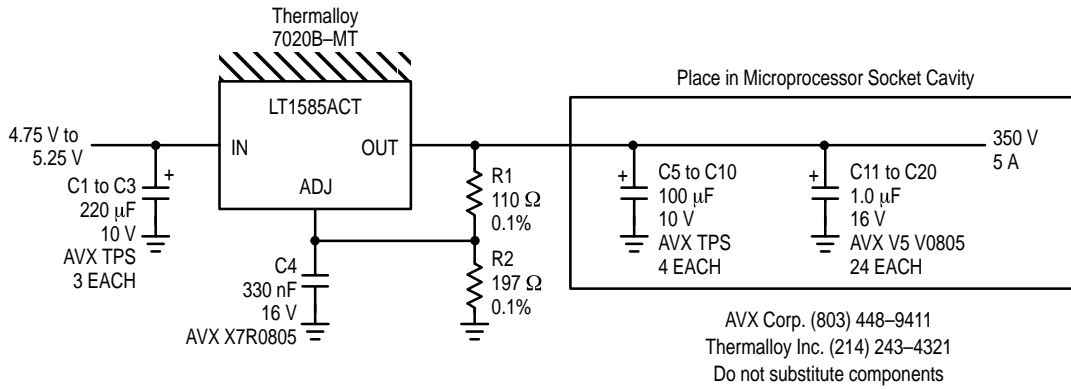 Thermalloy
7020B–MT
LT1585ACT
IN
OUT
ADJ
4.75 V to
5.25 V
+
C1 to C3
220 μF
10 V
AVX TPS
3 EACH
C4
330 nF
16 V
AVX X7R0805
R1
110 Ω
0.1%
R2
197 Ω
0.1%
Place in Microprocessor Socket Cavity
+
C5 to C10
100 μF
10 V
AVX TPS
4 EACH
+
C11 to C20
1.0 μF
16 V
AVX V5 V0805
24 EACH
350 V
5 A
AVX Corp. (803) 448–9411
Thermalloy Inc. (214) 243–4321
Do not substitute components